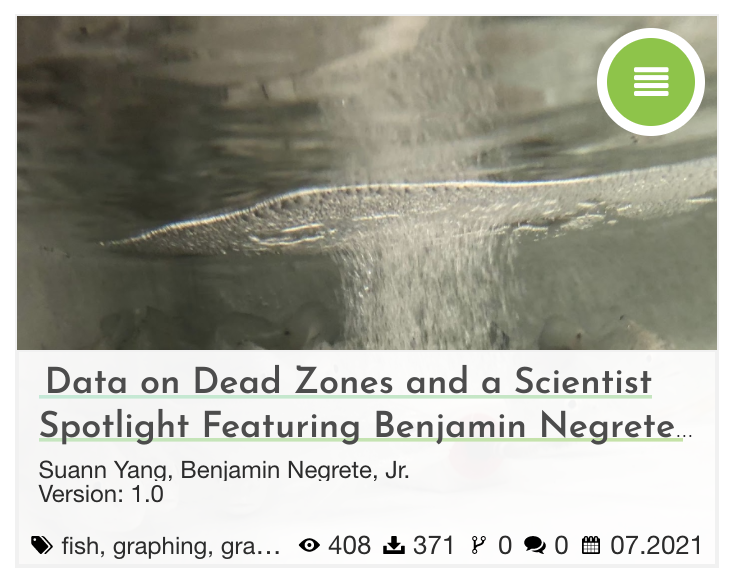 Data on Dead Zones and a Scientist
Spotlight Featuring Benjamin Negrete...
Suann Yang, Benjamin Negrete, Jr.
Version: 1.0
fish, graphing, gra... 408 371 0 0 07.2021